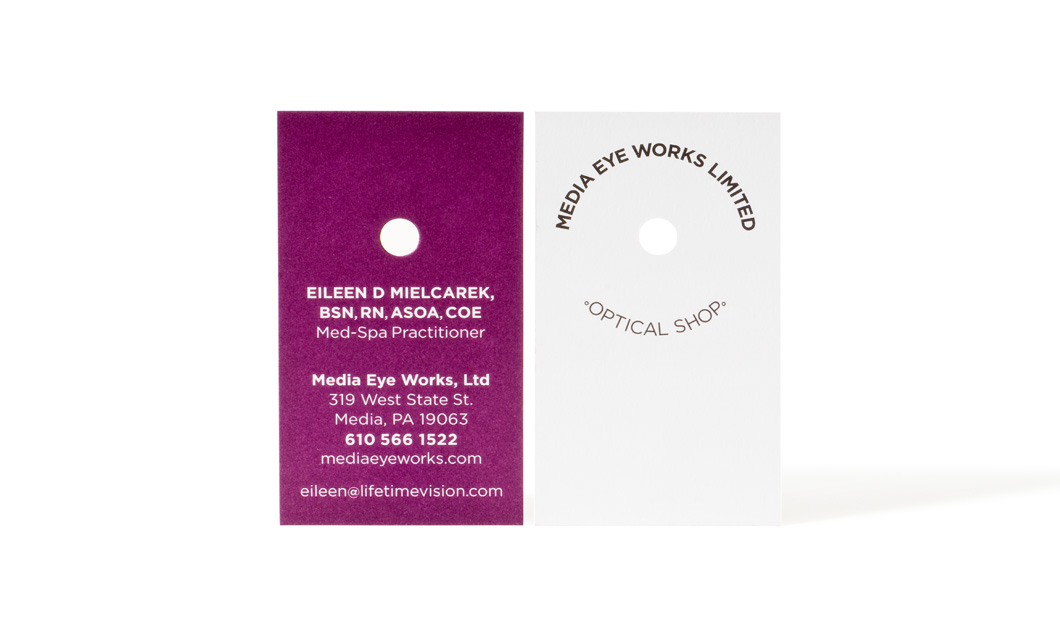 EILEEN D MIELCAREK,
BSN, RN, ASOA, COE
Med-Spa Practitioner
Media Eye Works, Ltd
319 West State St.
Media, PA 19063
610 566 1522
mediaeyeworks.com
eileen@lifetimevision.com
MEDIA EYE WORKS LIMITED
°OPTICAL SHOP°